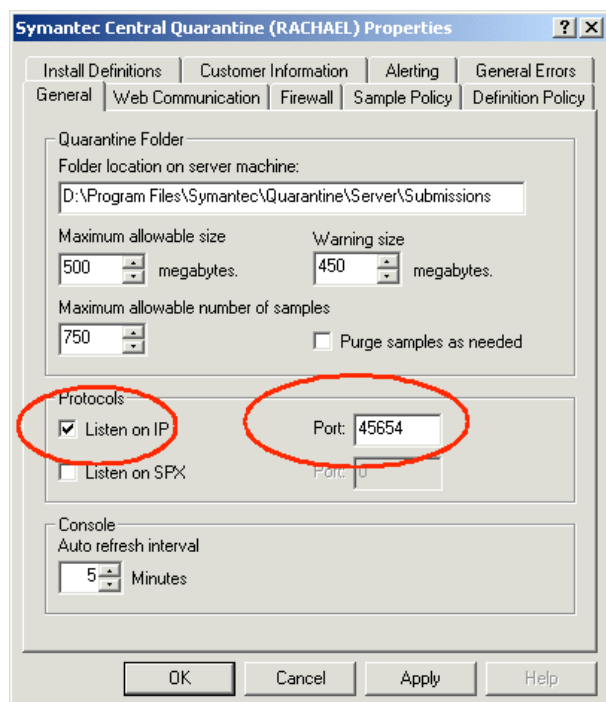 Symantec Central Quarantine (RACHAEL) Properties ? X
Install Definitions Customer Information Alerting General Errors
General Web Communication Firewall Sample Policy Definition Policy
Quarantine Folder
Folder location on server machine:
D:\Program Files\Symantec\Quarantine\Server\Submissions
Maximum allowable size Warning size
500 megabytes. 450 megabytes.
Maximum allowable number of samples
750 Purge samples as needed
Protocols
Listen on IP Port: 45654
Listen on SPX Port: 0
Console
Auto refresh interval
5 Minutes
OK Cancel Apply Help